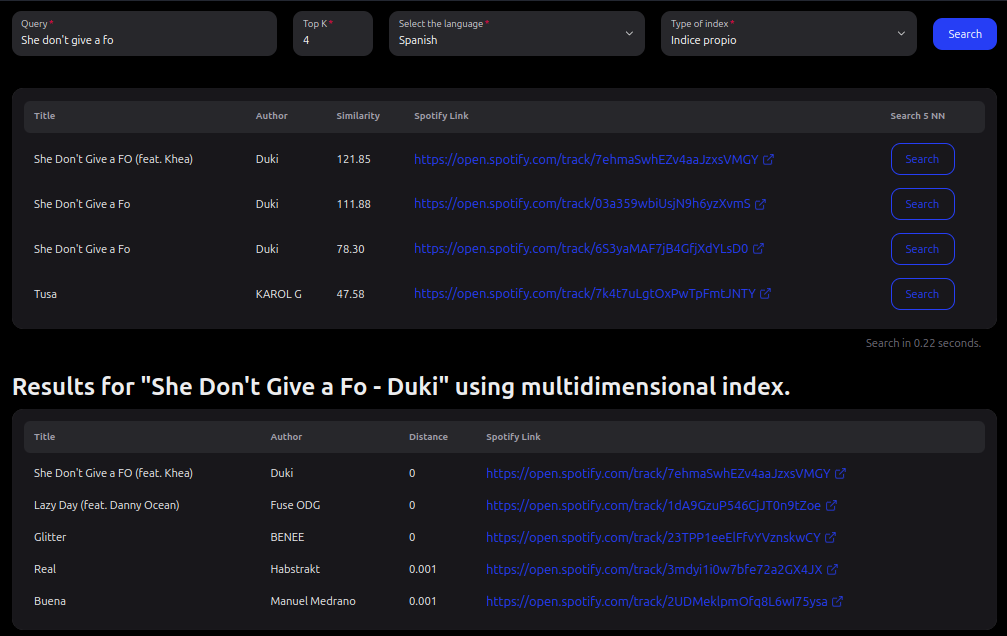 Query * Top K * Select the language * Type of index *
She don't give a fo 4 Spanish Indice propio Search
Title Author Similarity Spotify Link Search 5 NN
She Don't Give a FO (feat. Khea) Duki 121.85 https://open.spotify.com/track/7ehmaSwhEZv4aaJzxsVMGY Search
She Don't Give a Fo Duki 111.88 https://open.spotify.com/track/03a359wbiUsjN9h6yzXvmS Search
She Don't Give a Fo Duki 78.30 https://open.spotify.com/track/6S3yaMAF7jB4GfjXdYLsD0 Search
Tusa KAROL G 47.58 https://open.spotify.com/track/7k4t7uLgtOxPwTpFmtJNTY Search
Search in 0.22 seconds.
Results for "She Don't Give a Fo - Duki" using multidimensional index.
Title Author Distance Spotify Link
She Don't Give a FO (feat. Khea) Duki 0 https://open.spotify.com/track/7ehmaSwhEZv4aaJzxsVMGY
Lazy Day (feat. Danny Ocean) Fuse ODG 0 https://open.spotify.com/track/1dA9GzuP546CjJT0n9tZoe
Glitter BENEE 0 https://open.spotify.com/track/23TPP1eeElFfvYVznskwCY
Real Habstrakt 0.001 https://open.spotify.com/track/3mdyi1i0w7bfe72a2GX4JX
Buena Manuel Medrano 0.001 https://open.spotify.com/track/2UDMeklpmOfq8L6wI75ysa